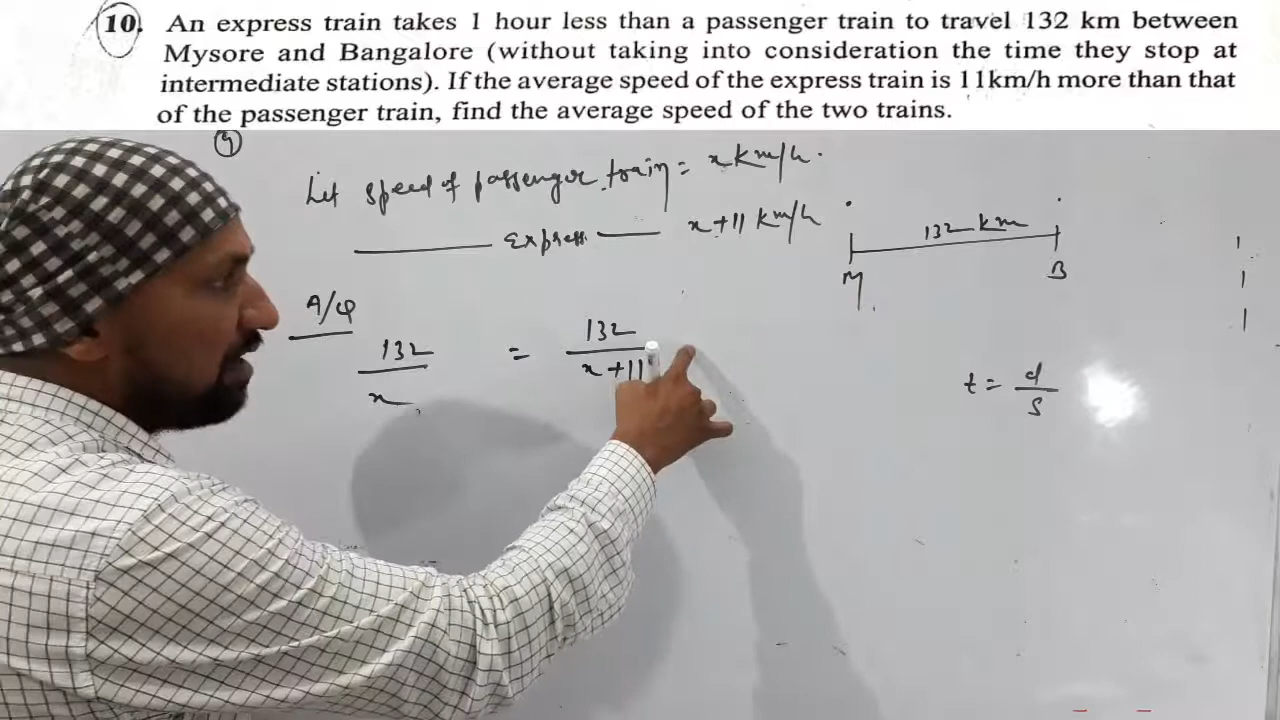 10. An express train takes 1 hour less than a passenger train to travel 132 km between
Mysore and Bangalore (without taking into consideration the time they stop at
intermediate stations). If the average speed of the express train is 11km/h more than that
of the passenger train, find the average speed of the two trains.
Let speed of passenger train = x km/h.
Express x+11 km/h
132 km
M B
A/Q
132 = 132
x x+11
t = d
s